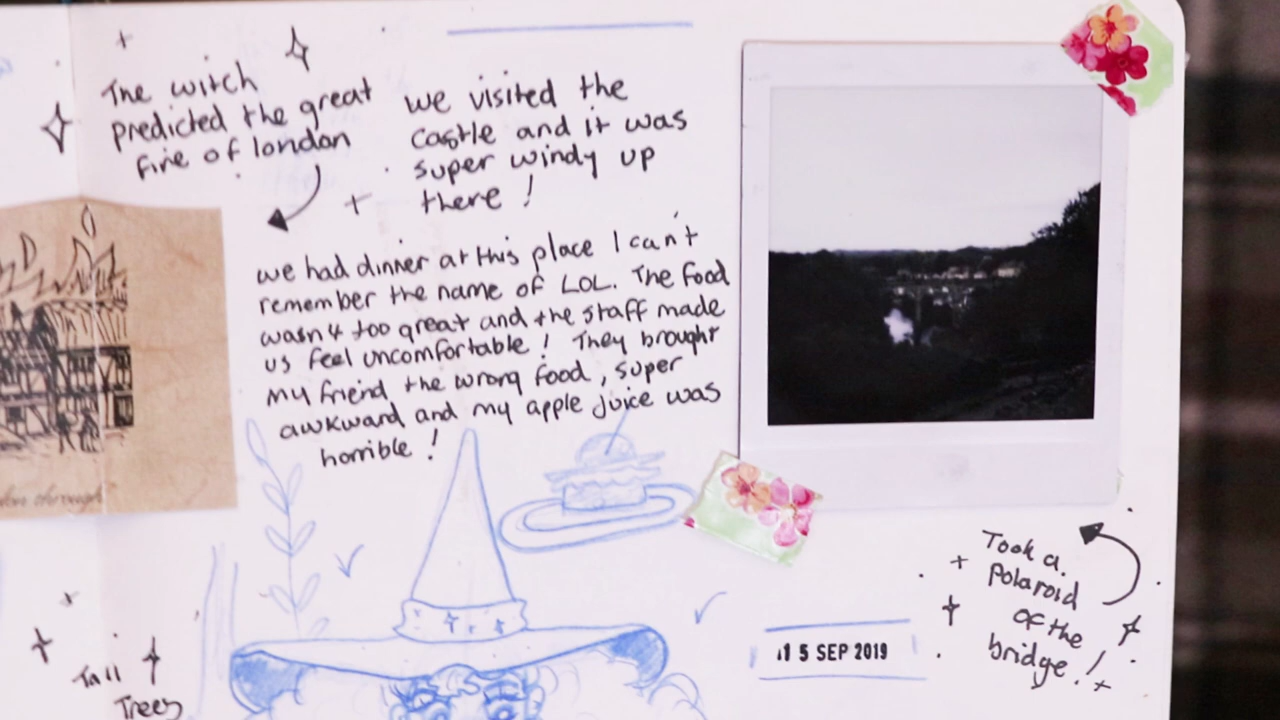 The witch
predicted the great
fire of london
we visited the
castle and it was
super windy up
there !
we had dinner at this place I can't
remember the name of LOL. The food
wasn't too great and the staff made
us feel uncomfortable ! They brought
my friend the wrong food, super
awkward and my apple juice was
horrible !
through
Took a
Polaroid
of the
bridge !
15 SEP 2019
Tall
Trees